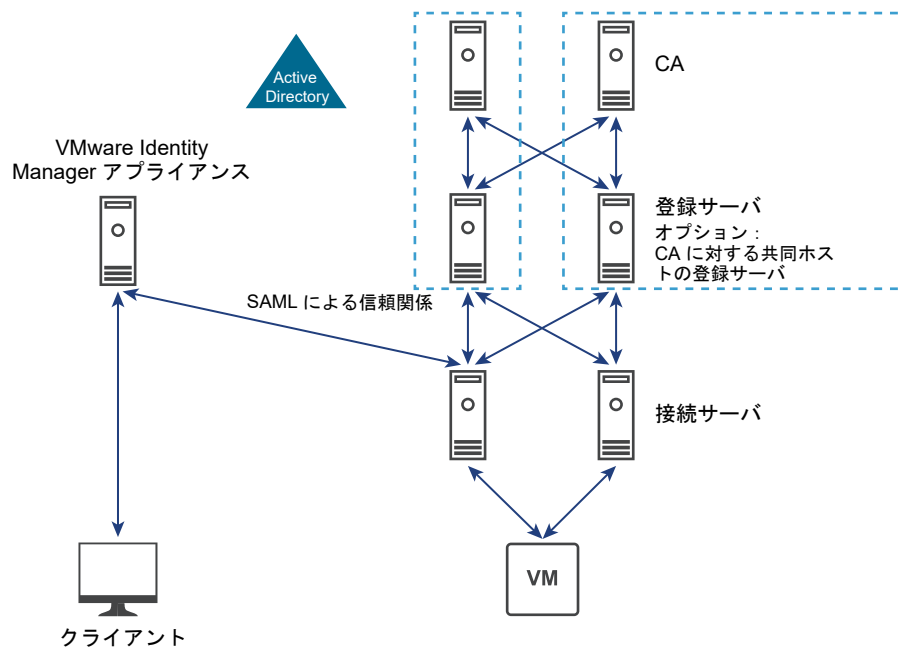 Active
Directory
CA
VMware Identity
Manager アプライアンス
登録サーバ
オプション：
CA に対する共同ホス
トの登録サーバ
SAML による信頼関係
接続サーバ
VM
クライアント